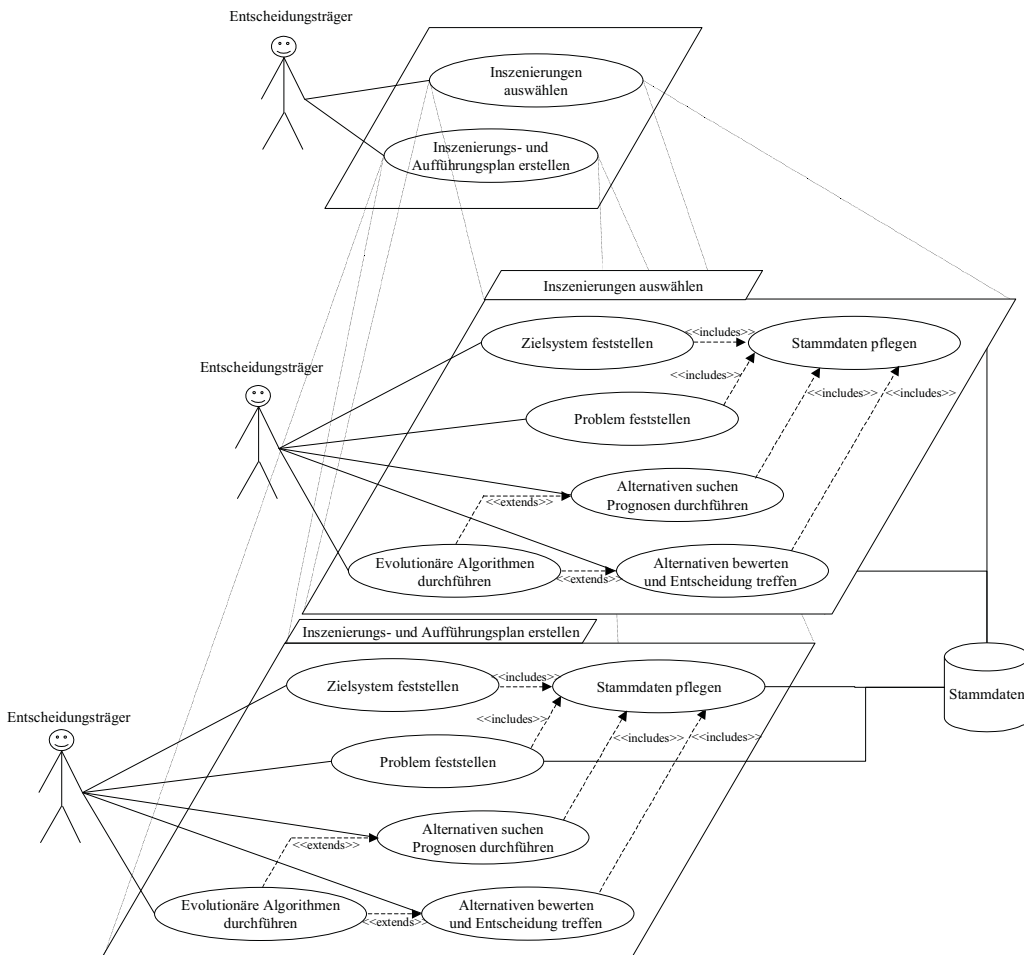 Entscheidungsträger
Inszenierungen
auswählen
Inszenierungs- und
Aufführungsplan erstellen
Inszenierungen auswählen
Entscheidungsträger
Zielsystem feststellen
<<includes>>
Stammdaten pflegen
<<includes>>
<<includes>>
<<includes>>
Problem feststellen
Alternativen suchen
Prognosen durchführen
<<extends>>
Evolutionäre Algorithmen
durchführen
<<extends>>
Alternativen bewerten
und Entscheidung treffen
Inszenierungs- und Aufführungsplan erstellen
Stammdaten
Entscheidungsträger
Zielsystem feststellen
<<includes>>
Stammdaten pflegen
<<includes>>
<<includes>>
<<includes>>
Problem feststellen
Alternativen suchen
Prognosen durchführen
<<extends>>
Evolutionäre Algorithmen
durchführen
<<extends>>
Alternativen bewerten
und Entscheidung treffen